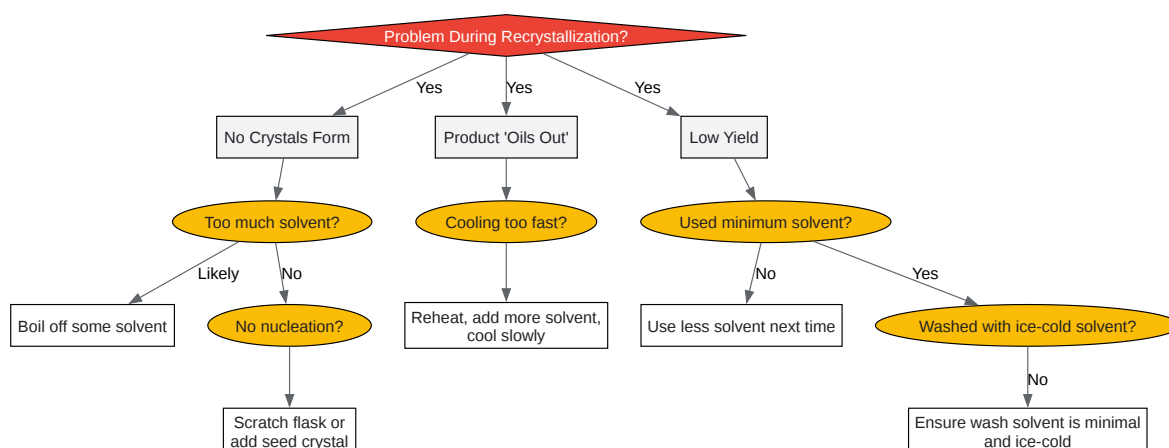 Problem During Recrystallization?
Yes
Yes
Yes
No Crystals Form
Product 'Oils Out'
Low Yield
Too much solvent?
Cooling too fast?
Used minimum solvent?
Likely
No
No
Yes
Boil off some solvent
No nucleation?
Reheat, add more solvent,
cool slowly
Use less solvent next time
Washed with ice-cold solvent?
No
Scratch flask or
add seed crystal
Ensure wash solvent is minimal
and ice-cold